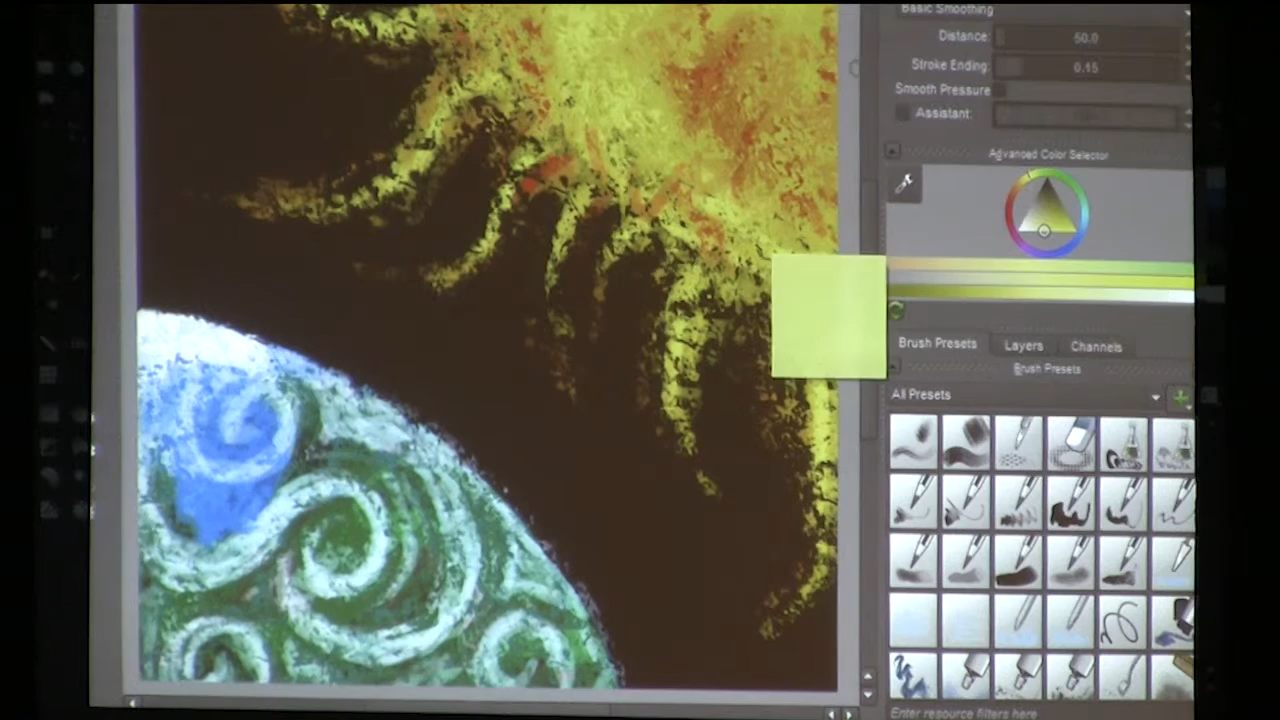 Basic Smoothing
Distance: 50.0
Stroke Ending: 0.15
Smooth Pressure
Assistant:
Advanced Color Selector
Brush Presets Layers Channels
Brush Presets
All Presets
Enter resource filters here